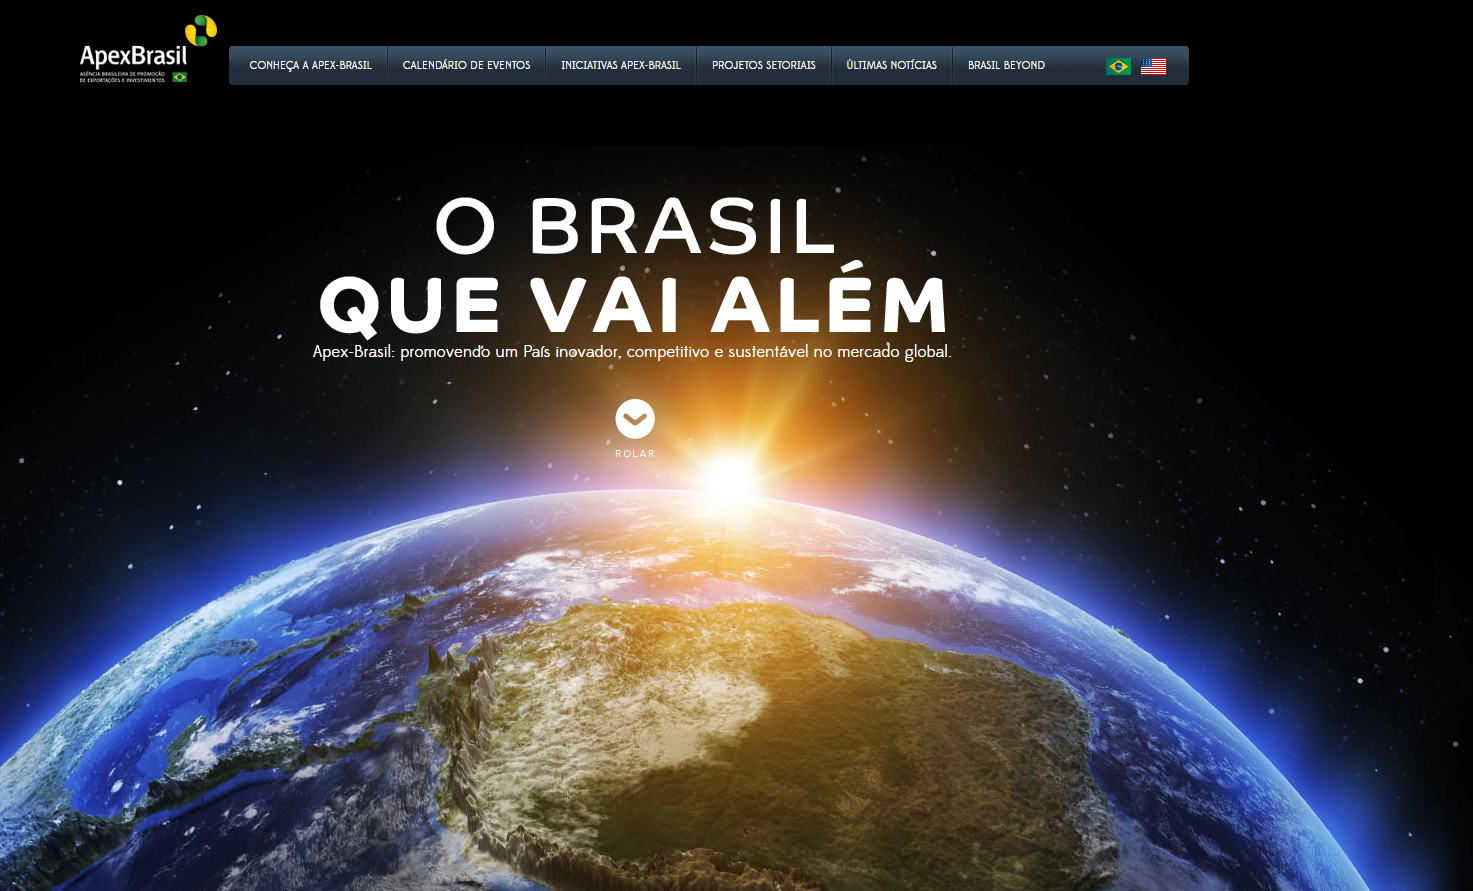 ApexBrasil
AGÊNCIA BRASILEIRA DE PROMOÇÃO
DE EXPORTAÇÕES E INVESTIMENTOS
CONHEÇA A APEX-BRASIL
CALENDÁRIO DE EVENTOS
INICIATIVAS APEX-BRASIL
PROJETOS SETORIAIS
ÚLTIMAS NOTÍCIAS
BRASIL BEYOND
O BRASIL
QUE VAI ALÉM
Apex-Brasil: promovendo um País inovador, competitivo e sustentável no mercado global.
ROLAR